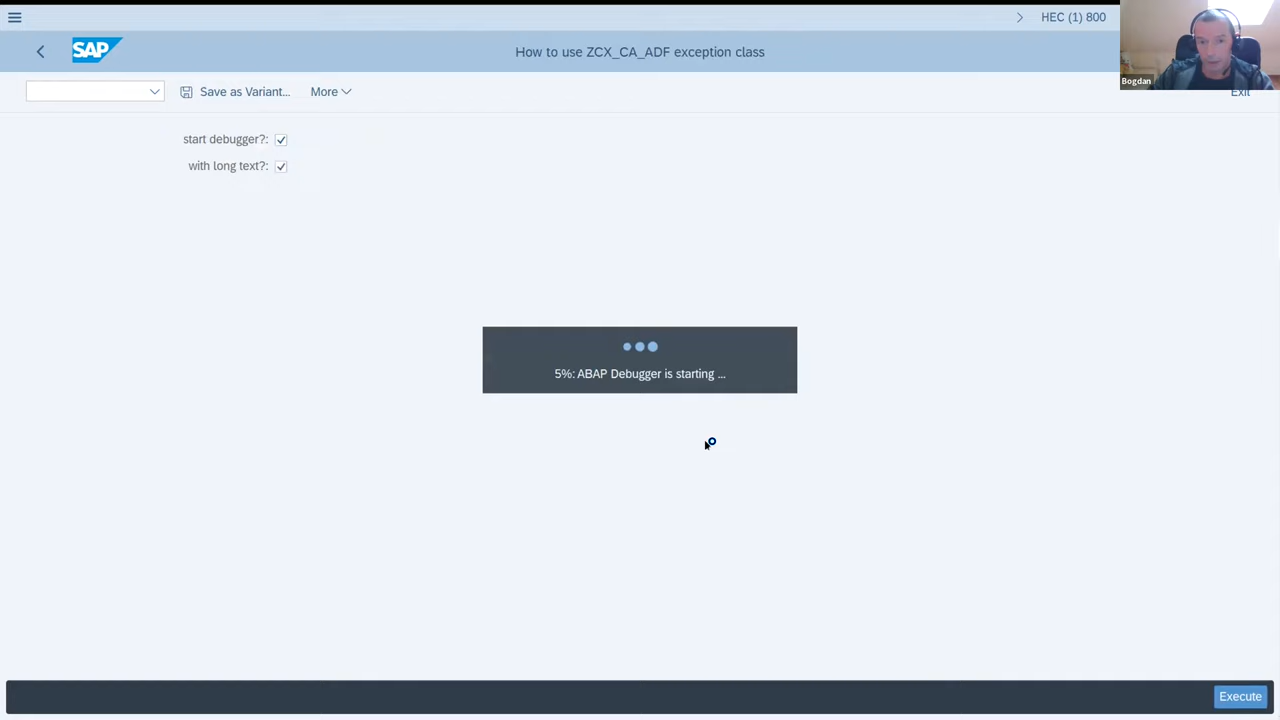 HEC (1) 800
SAP
How to use ZCX_CA_ADF exception class
Bogdan
Save as Variant...
More
Exit
start debugger?:
with long text?:
5%: ABAP Debugger is starting ...
Execute